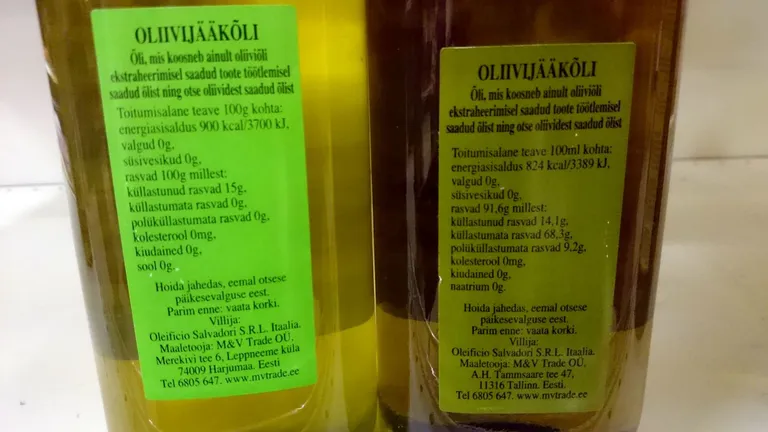 OLIIVIJÄÄKÕLI
Õli, mis koosneb ainult oliiviõli
ekstraheerimisel saadud toote töötlemisel
saadud õlist ning otse oliividest saadud õlist
Toitumisalane teave 100g kohta:
energiasisaldus 900 kcal/3700 kJ,
valgud 0g,
süsivesikud 0g,
rasvad 100g millest:
küllastunud rasvad 15g,
küllastumata rasvad 0g,
polüküllastumata rasvad 0g,
kolesterool 0mg,
kiudained 0g,
sool 0g.
Hoida jahedas, eemal otsese
päikesevalguse eest.
Parim enne: vaata korki.
Villija:
Oleificio Salvadori S.R.L. Itaalia.
Maaletooja: M&V Trade OÜ,
Merekivi tee 6, Leppneeme küla
74009 Harjumaa. Eesti
Tel 6805 647. www.mvtrade.ee
OLIIVIJÄÄKÕLI
Õli, mis koosneb ainult oliiviõli
ekstraheerimisel saadud toote töötlemisel
saadud õlist ning otse oliividest saadud õlist
Toitumisalane teave 100ml kohta:
energiasisaldus 824 kcal/3389 kJ,
valgud 0g,
süsivesikud 0g,
rasvad 91,6g millest:
küllastunud rasvad 14,1g,
küllastumata rasvad 68,3g,
polüküllastumata rasvad 9,2g,
kolesterool 0mg,
kiudained 0g,
naatrium 0g.
Hoida jahedas, eemal otsese
päikesevalguse eest.
Parim enne: vaata korki.
Villija:
Oleificio Salvadori S.R.L. Itaalia.
Maaletooja: M&V Trade OÜ,
A.H. Tammsaare tee 47,
11316 Tallinn. Eesti.
Tel 6805 647. www.mvtrade.ee